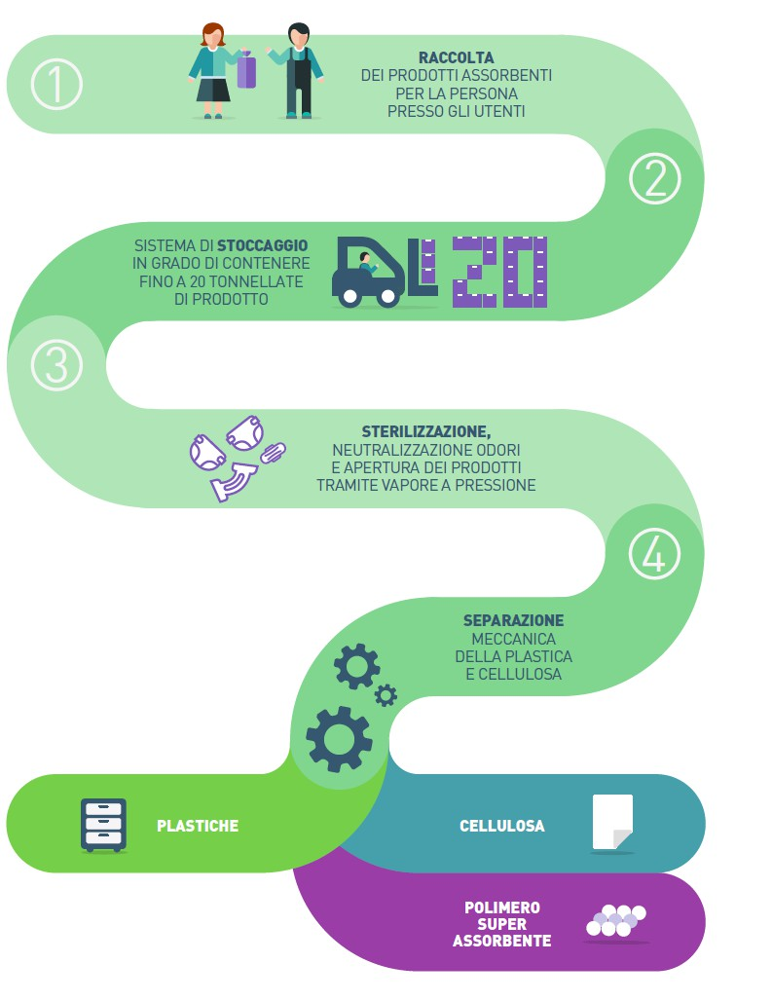 1
RACCOLTA
DEI PRODOTTI ASSORBENTI
PER LA PERSONA
PRESSO GLI UTENTI
2
SISTEMA DI STOCCAGGIO
IN GRADO DI CONTENERE
FINO A 20 TONNELLATE
DI PRODOTTO
20
3
STERILIZZAZIONE,
NEUTRALIZZAZIONE ODORI
E APERTURA DEI PRODOTTI
TRAMITE VAPORE A PRESSIONE
4
SEPARAZIONE
MECCANICA
DELLA PLASTICA
E CELLULOSA
PLASTICHE
CELLULOSA
POLIMERO
SUPER
ASSORBENTE